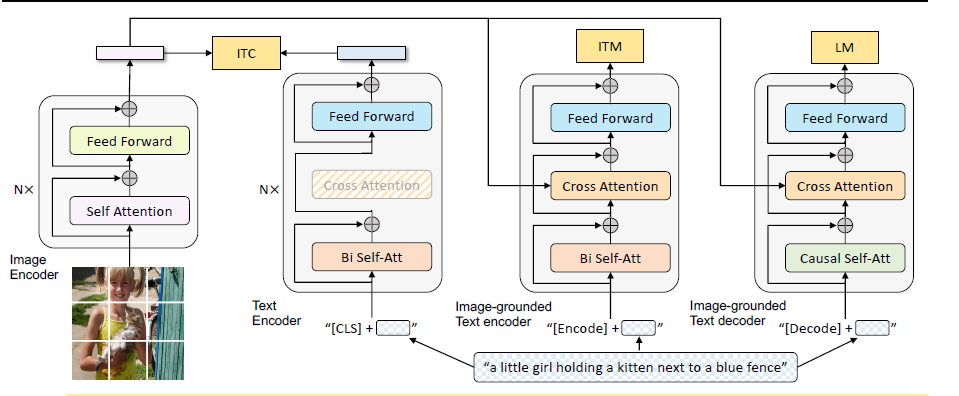 ITC
ITM
LM
Feed Forward
Self Attention
N×
Image
Encoder
Feed Forward
Cross Attention
Bi Self-Att
N×
Text
Encoder
"[CLS] + "
Feed Forward
Cross Attention
Bi Self-Att
Image-grounded
Text encoder
"[Encode] + "
Feed Forward
Cross Attention
Causal Self-Att
Image-grounded
Text decoder
"[Decode] + "
"a little girl holding a kitten next to a blue fence"